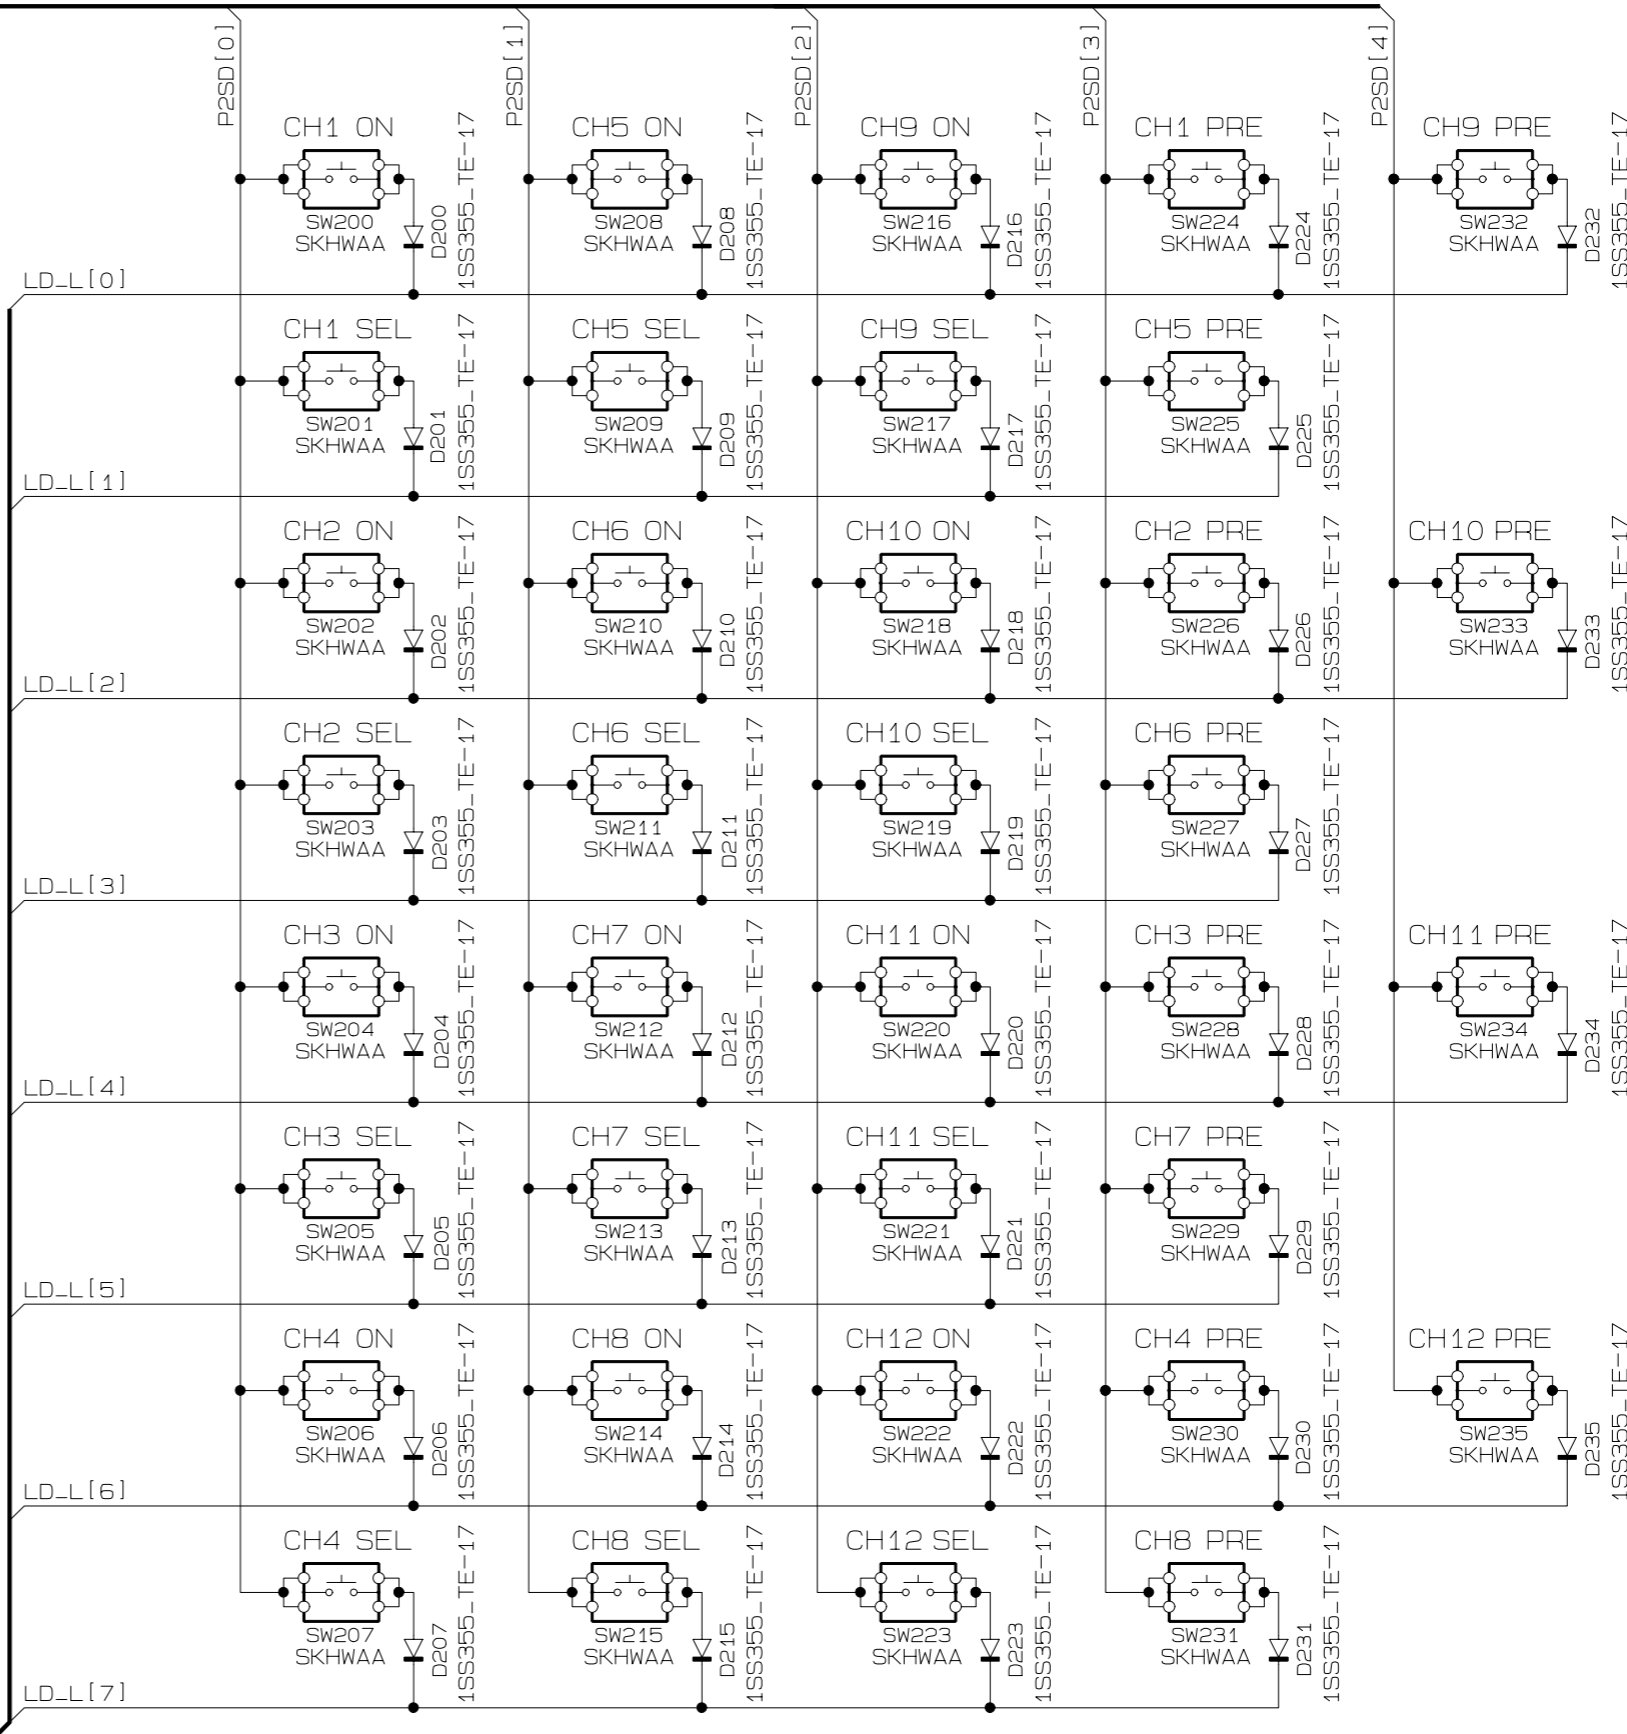 P2SD[0]
P2SD[1]
P2SD[2]
P2SD[3]
P2SD[4]
CH1 ON
SW200
SKHWAA
D200
1SS355_TE-17
CH5 ON
SW208
SKHWAA
D208
1SS355_TE-17
CH9 ON
SW216
SKHWAA
D216
1SS355_TE-17
CH1 PRE
SW224
SKHWAA
D224
1SS355_TE-17
CH9 PRE
SW232
SKHWAA
D232
1SS355_TE-17
LD_L[0]
CH1 SEL
SW201
SKHWAA
D201
1SS355_TE-17
CH5 SEL
SW209
SKHWAA
D209
1SS355_TE-17
CH9 SEL
SW217
SKHWAA
D217
1SS355_TE-17
CH5 PRE
SW225
SKHWAA
D225
1SS355_TE-17
LD_L[1]
CH2 ON
SW202
SKHWAA
D202
1SS355_TE-17
CH6 ON
SW210
SKHWAA
D210
1SS355_TE-17
CH10 ON
SW218
SKHWAA
D218
1SS355_TE-17
CH2 PRE
SW226
SKHWAA
D226
1SS355_TE-17
CH10 PRE
SW233
SKHWAA
D233
1SS355_TE-17
LD_L[2]
CH2 SEL
SW203
SKHWAA
D203
1SS355_TE-17
CH6 SEL
SW211
SKHWAA
D211
1SS355_TE-17
CH10 SEL
SW219
SKHWAA
D219
1SS355_TE-17
CH6 PRE
SW227
SKHWAA
D227
1SS355_TE-17
LD_L[3]
CH3 ON
SW204
SKHWAA
D204
1SS355_TE-17
CH7 ON
SW212
SKHWAA
D212
1SS355_TE-17
CH11 ON
SW220
SKHWAA
D220
1SS355_TE-17
CH3 PRE
SW228
SKHWAA
D228
1SS355_TE-17
CH11 PRE
SW234
SKHWAA
D234
1SS355_TE-17
LD_L[4]
CH3 SEL
SW205
SKHWAA
D205
1SS355_TE-17
CH7 SEL
SW213
SKHWAA
D213
1SS355_TE-17
CH11 SEL
SW221
SKHWAA
D221
1SS355_TE-17
CH7 PRE
SW229
SKHWAA
D229
1SS355_TE-17
LD_L[5]
CH4 ON
SW206
SKHWAA
D206
1SS355_TE-17
CH8 ON
SW214
SKHWAA
D214
1SS355_TE-17
CH12 ON
SW222
SKHWAA
D222
1SS355_TE-17
CH4 PRE
SW230
SKHWAA
D230
1SS355_TE-17
CH12 PRE
SW235
SKHWAA
D235
1SS355_TE-17
LD_L[6]
CH4 SEL
SW207
SKHWAA
D207
1SS355_TE-17
CH8 SEL
SW215
SKHWAA
D215
1SS355_TE-17
CH12 SEL
SW223
SKHWAA
D223
1SS355_TE-17
CH8 PRE
SW231
SKHWAA
D231
1SS355_TE-17
LD_L[7]